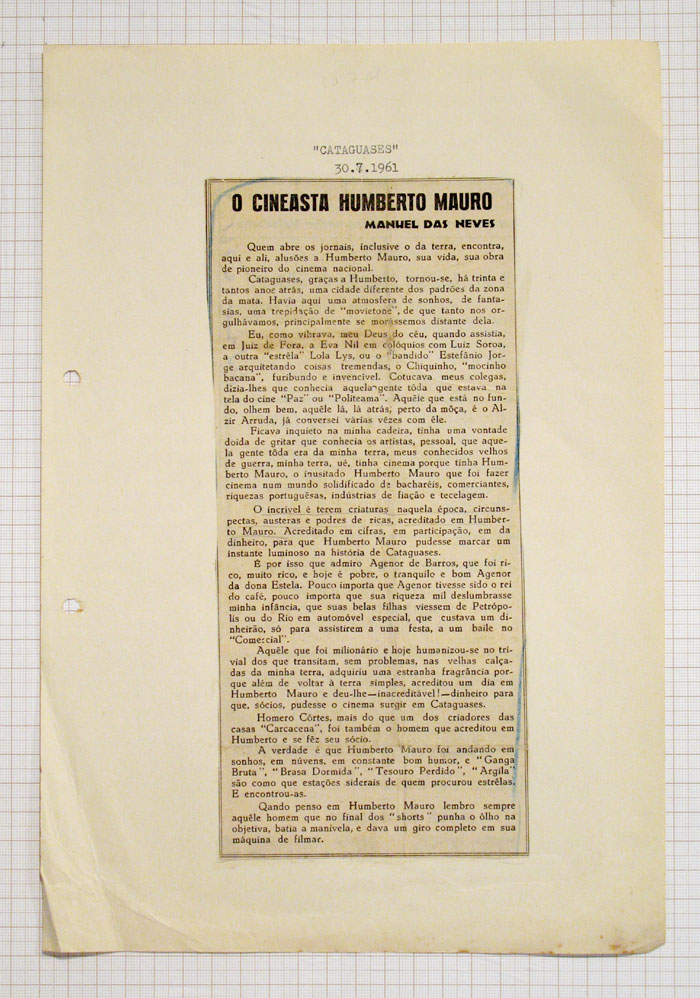 "CATAGUASES"
30.7.1961
O CINEASTA HUMBERTO MAURO
MANUEL DAS NEVES
Quem abre os jornais, inclusive o da terra, encontra,
aqui e ali, alusões a Humberto Mauro, sua vida, sua obra
de pioneiro do cinema nacional.
Cataguases, graças a Humberto, tornou-se, há trinta e
tantos anos atrás, uma cidade diferente dos padrões da zona
da mata. Havia aqui uma atmosfera de sonhos, de fanta-
sias, uma trepidação de "movietone", de que tanto nos or-
gulhávamos, principalmente se morássemos distante dela.
Eu, como vibrava, meu Deus do céu, quando assistia,
em Juiz de Fora, a Eva Nil em colóquios com Luiz Soroa,
a outra "estrêla" Lola Lys, ou o "bandido" Estefânio Jor-
ge arquitetando coisas tremendas, o Chiquinho, "mocinho
bacana", furibundo e invencível. Cotucava meus colegas,
dizia-lhes que conhecia aquela gente tôda que estava na
tela do cine "Paz" ou "Politeama". Aquêle que está no fun-
do, olhem bem, aquêle lá, lá atrás, perto da môça, é o Al-
zir Arruda, já conversei várias vêzes com êle.
Ficava inquieto na minha cadeira, tinha uma vontade
doida de gritar que conhecia os artistas, pessoal, que aque-
la gente tôda era da minha terra, meus conhecidos velhos
de guerra, minha terra, ué, tinha cinema porque tinha Hum-
berto Mauro, o inusitado Humberto Mauro que foi fazer
cinema num mundo solidificado de bacharéis, comerciantes,
riquezas portuguêsas, indústrias de fiação e tecelagem.
O incrível é terem criaturas naquela época, circuns-
pectas, austeras e podres de ricas, acreditado em Humber-
to Mauro. Acreditado em cifras, em participação, em da
dinheiro, para que Humberto Mauro pudesse marcar um
instante luminoso na história de Cataguases.
É por isso que admiro Agenor de Barros, que foi ri-
co, muito rico, e hoje é pobre, o tranquilo e bom Agenor
da dona Estela. Pouco importa que Agenor tivesse sido o rei
do café, pouco importa que sua riqueza mil deslumbrasse
minha infância, que suas belas filhas viessem de Petrópo-
lis ou do Rio em automóvel especial, que custava um di-
nheirão, só para assistirem a uma festa, a um baile no
"Comercial".
Aquêle que foi milionário e hoje humanizou-se no tri-
vial dos que transitam, sem problemas, nas velhas calça-
das da minha terra, adquiriu uma estranha fragrância por-
que além de voltar à terra simples, acreditou um dia em
Humberto Mauro e deu-lhe—inacreditável!—dinheiro para
que, sócios, pudesse o cinema surgir em Cataguases.
Homero Côrtes, mais do que um dos criadores das
casas "Carcacena", foi também o homem que acreditou em
Humberto e se fêz seu sócio.
A verdade é que Humberto Mauro foi andando em
sonhos, em núvens, em constante bom humor, e "Ganga
Bruta", "Brasa Dormida", "Tesouro Perdido", "Argila"
são como que estações siderais de quem procurou estrêlas.
E encontrou-as.
Qando penso em Humberto Mauro lembro sempre
aquêle homem que no final dos "shorts" punha o ôlho na
objetiva, batia a manivela, e dava um giro completo em sua
máquina de filmar.